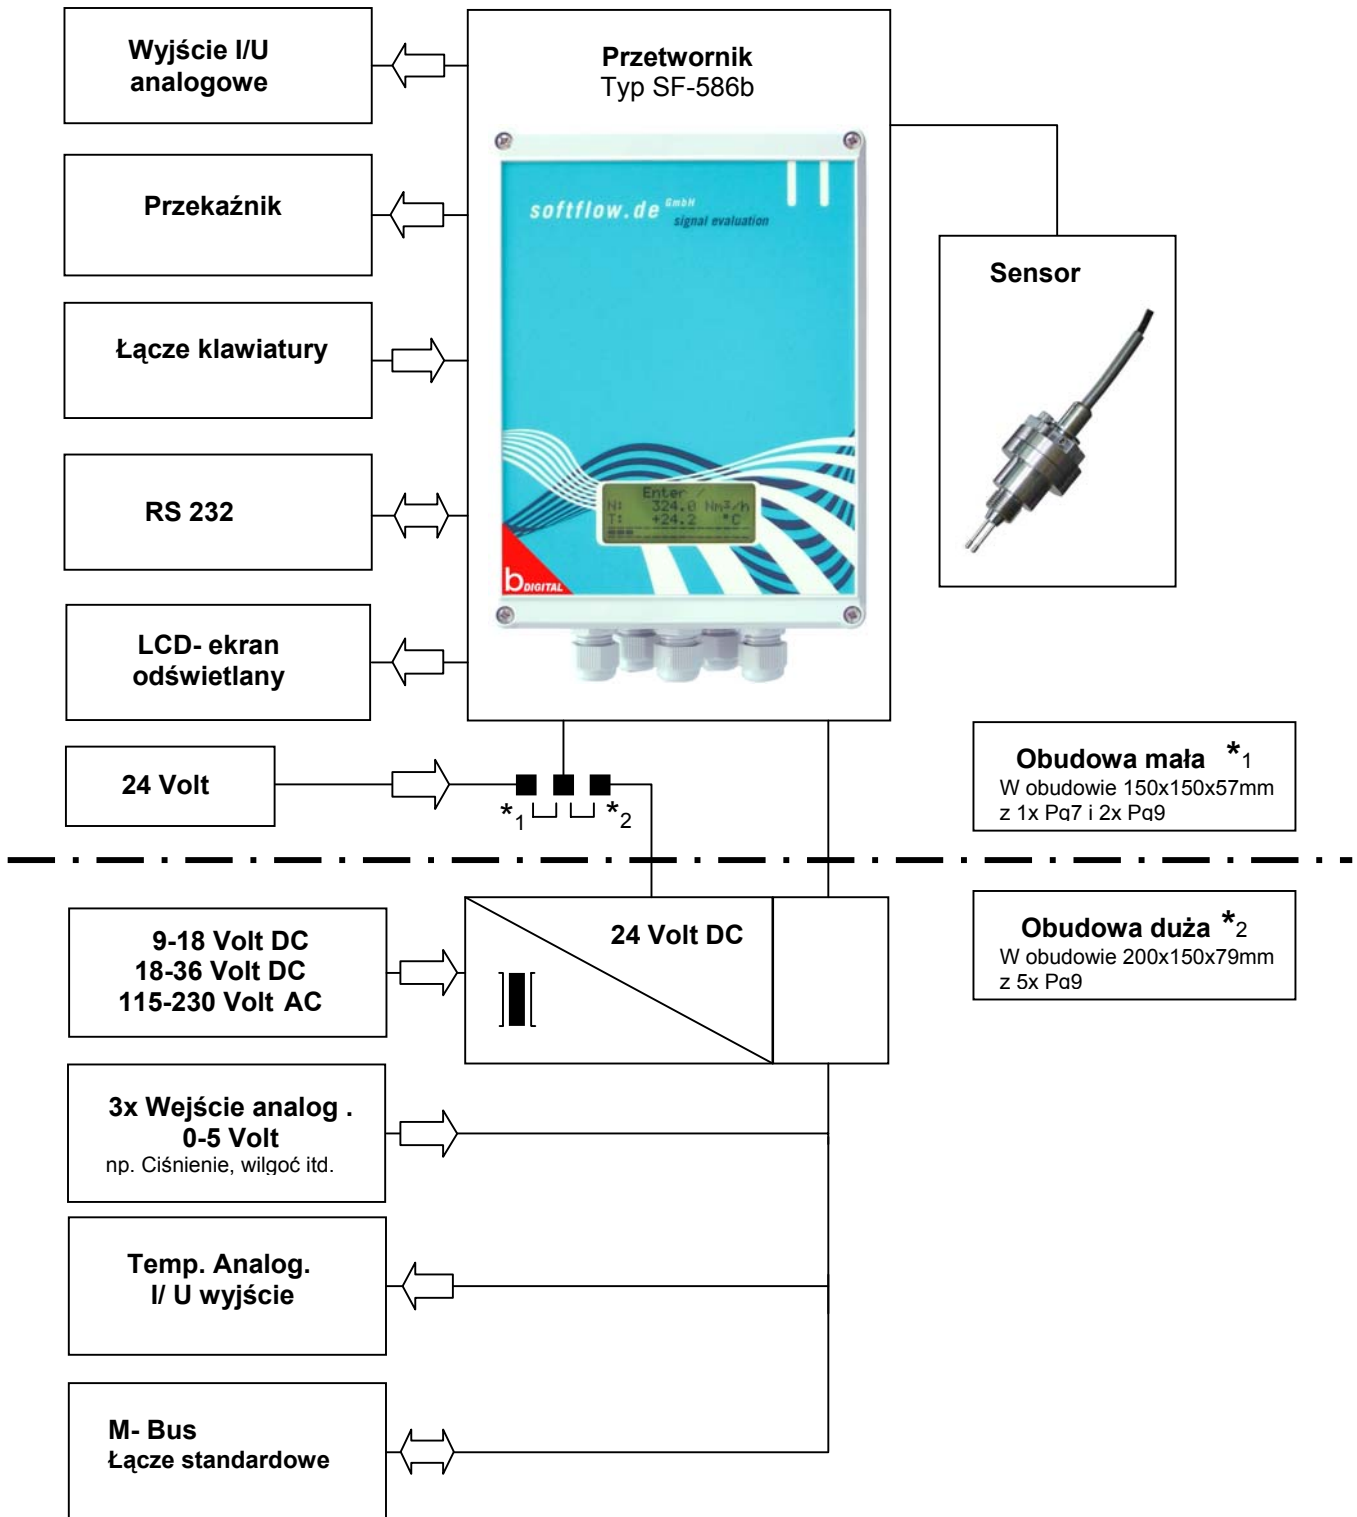 Wyjście I/U
analogowe
Przetwornik
Typ SF-586b
softflow.de GmbH
signal evaluation
Przekaźnik
Sensor
Łącze klawiatury
Enter /
N: 324.0 Nm³/h
T: +24.2 °C
RS 232
bDIGITAL
LCD- ekran
odświetlany
24 Volt
*1
*2
Obudowa mała *1
W obudowie 150x150x57mm
z 1x Pg7 i 2x Pg9
9-18 Volt DC
18-36 Volt DC
115-230 Volt AC
24 Volt DC
Obudowa duża *2
W obudowie 200x150x79mm
z 5x Pg9
3x Wejście analog .
0-5 Volt
np. Ciśnienie, wilgoć itd.
Temp. Analog.
I/ U wyjście
M- Bus
Łącze standardowe